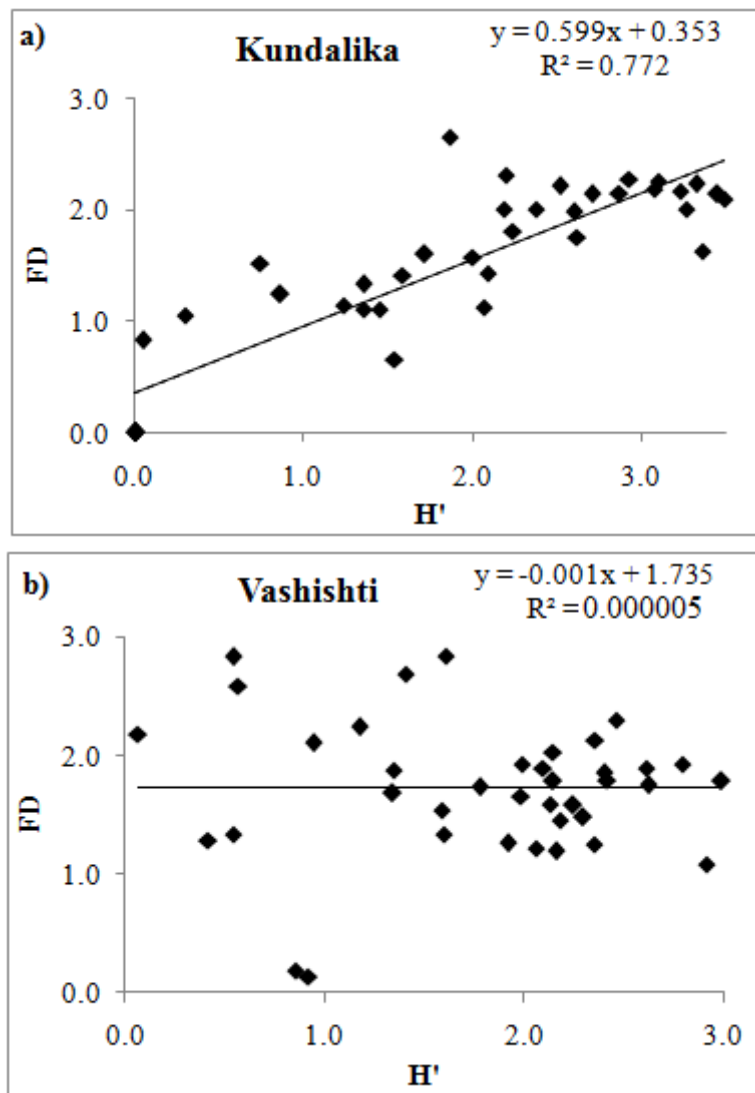 a)
Kundalika
y = 0.599x + 0.353
R² = 0.772
3.0
2.0
1.0
0.0
FD
0.0 1.0 2.0 3.0
H'
b)
Vashishti
y = -0.001x + 1.735
R² = 0.000005
3.0
2.0
1.0
0.0
FD
0.0 1.0 2.0 3.0
H'